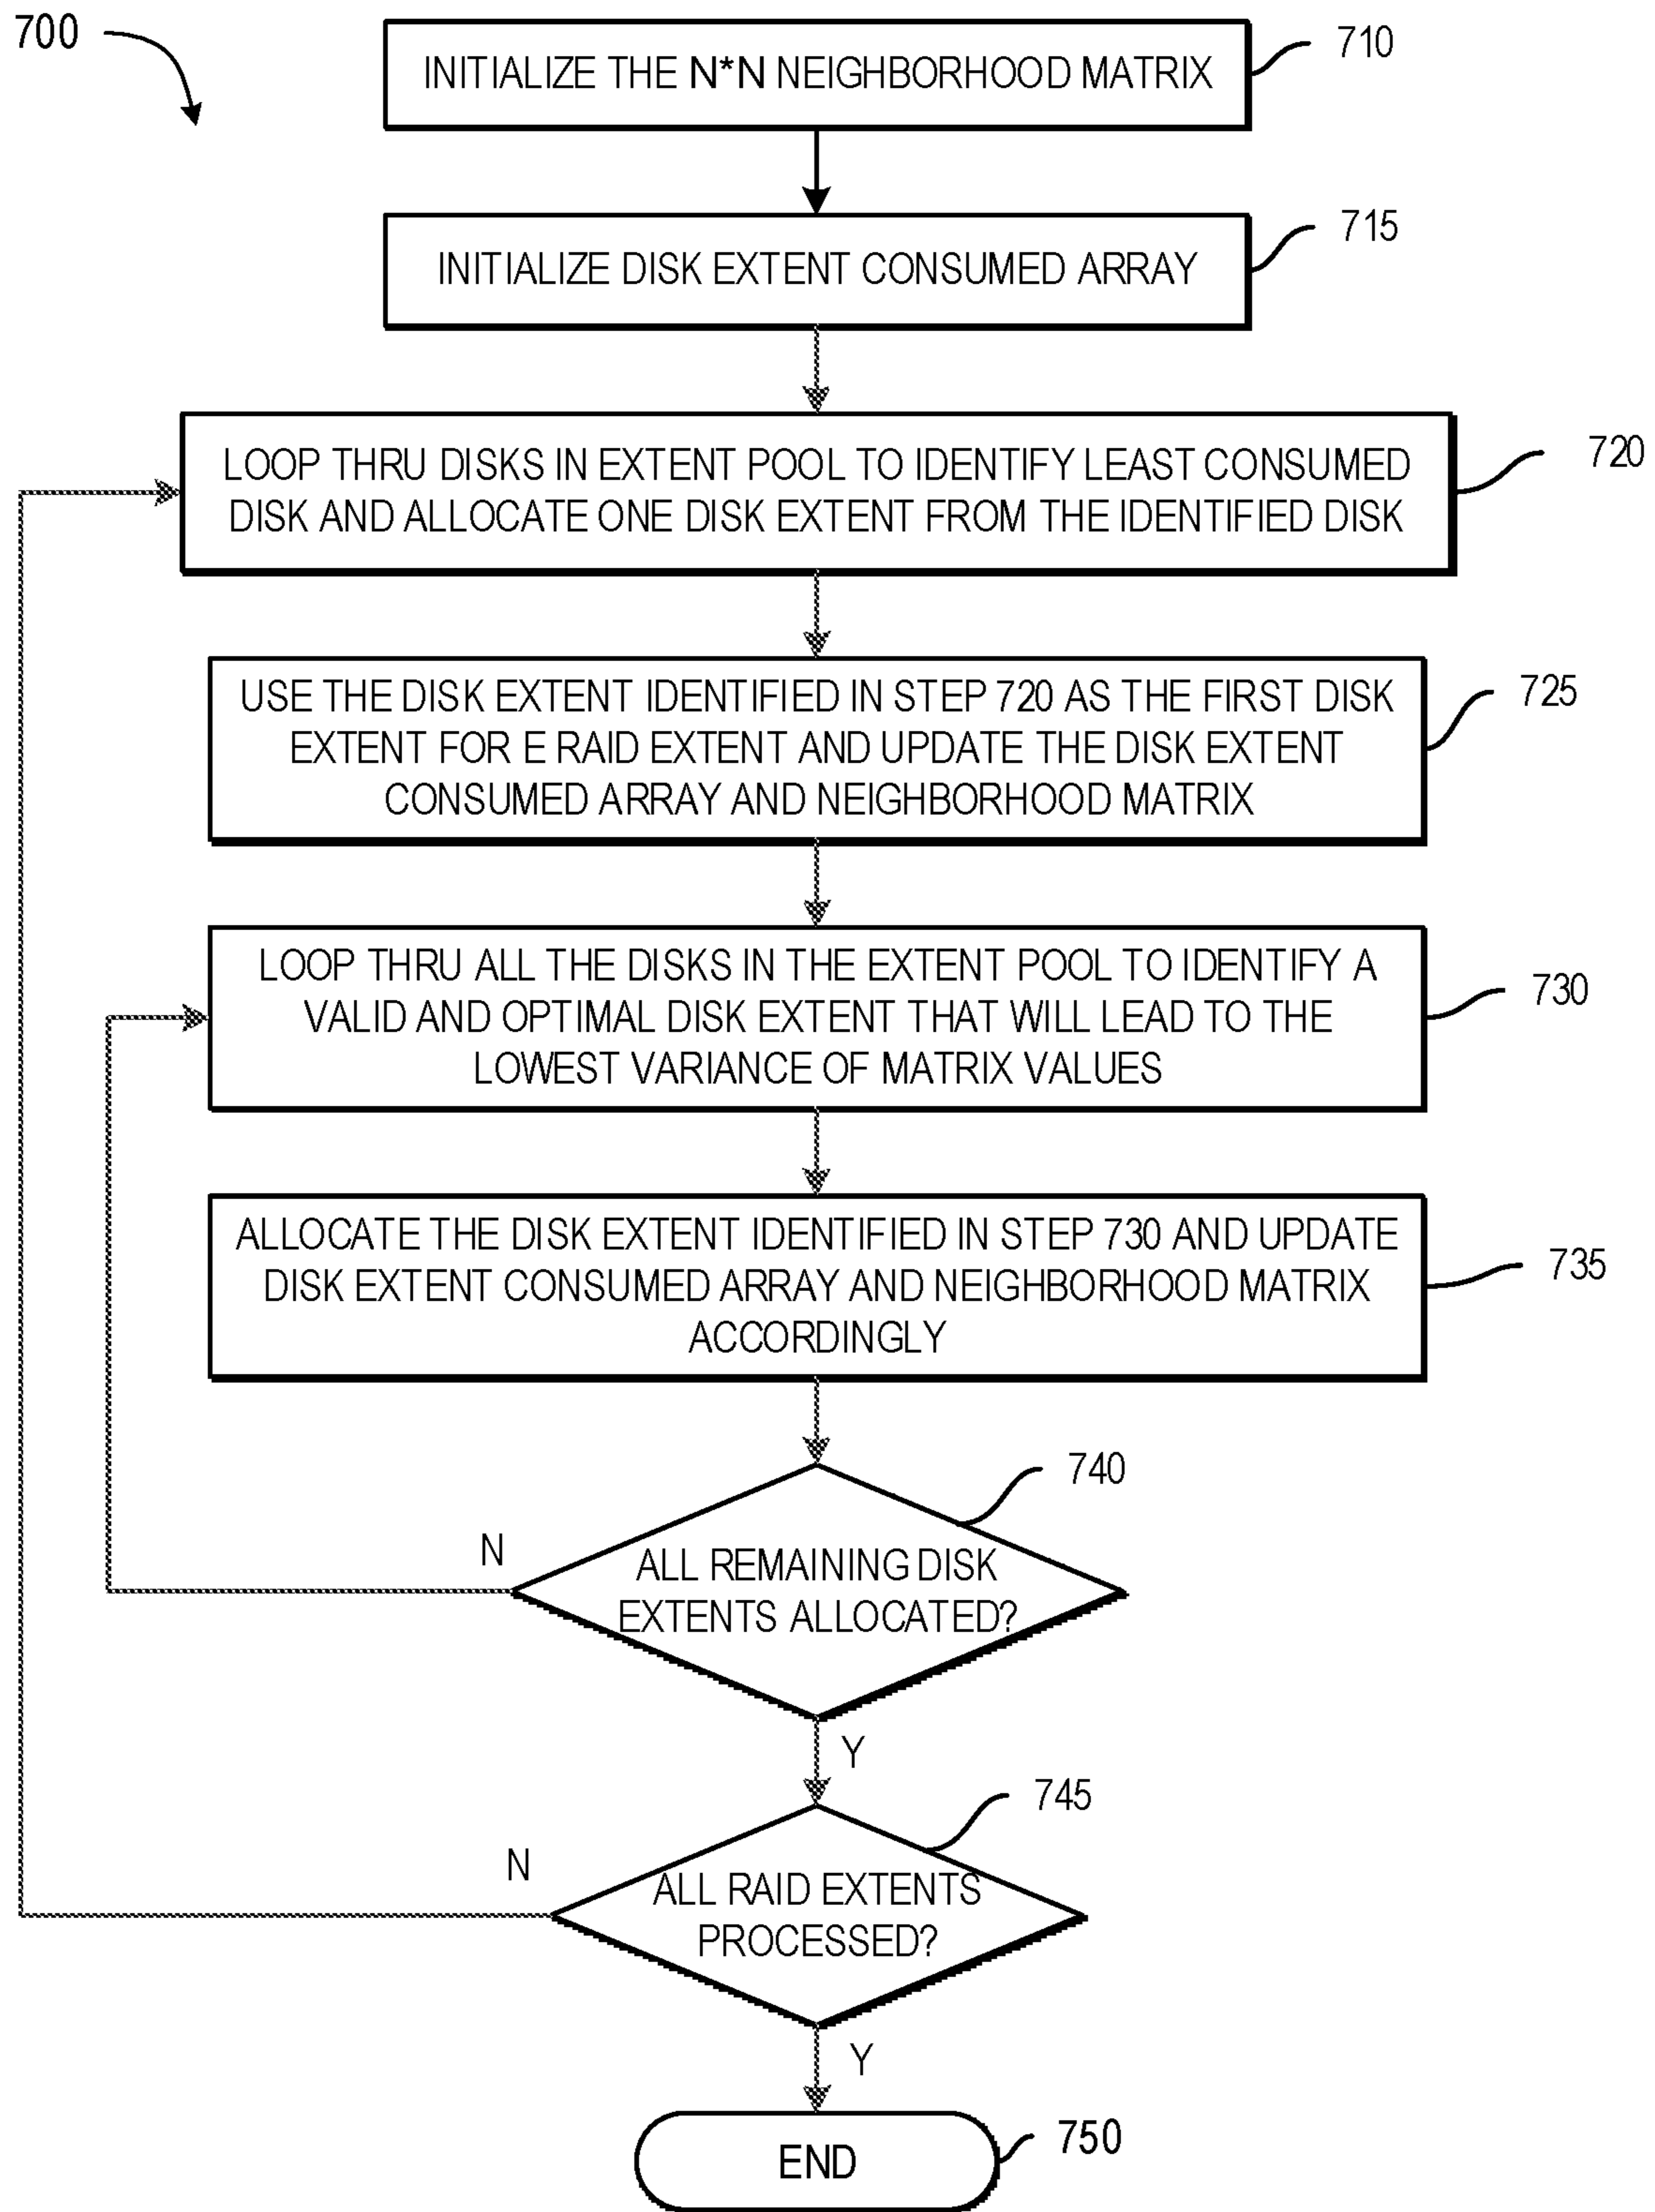 700
INITIALIZE THE N*N NEIGHBORHOOD MATRIX
710
INITIALIZE DISK EXTENT CONSUMED ARRAY
715
LOOP THRU DISKS IN EXTENT POOL TO IDENTIFY LEAST CONSUMED
DISK AND ALLOCATE ONE DISK EXTENT FROM THE IDENTIFIED DISK
720
USE THE DISK EXTENT IDENTIFIED IN STEP 720 AS THE FIRST DISK
EXTENT FOR E RAID EXTENT AND UPDATE THE DISK EXTENT
CONSUMED ARRAY AND NEIGHBORHOOD MATRIX
725
LOOP THRU ALL THE DISKS IN THE EXTENT POOL TO IDENTIFY A
VALID AND OPTIMAL DISK EXTENT THAT WILL LEAD TO THE
LOWEST VARIANCE OF MATRIX VALUES
730
ALLOCATE THE DISK EXTENT IDENTIFIED IN STEP 730 AND UPDATE
DISK EXTENT CONSUMED ARRAY AND NEIGHBORHOOD MATRIX
ACCORDINGLY
735
740
N
ALL REMAINING DISK
EXTENTS ALLOCATED?
Y
745
N
ALL RAID EXTENTS
PROCESSED?
Y
END
750